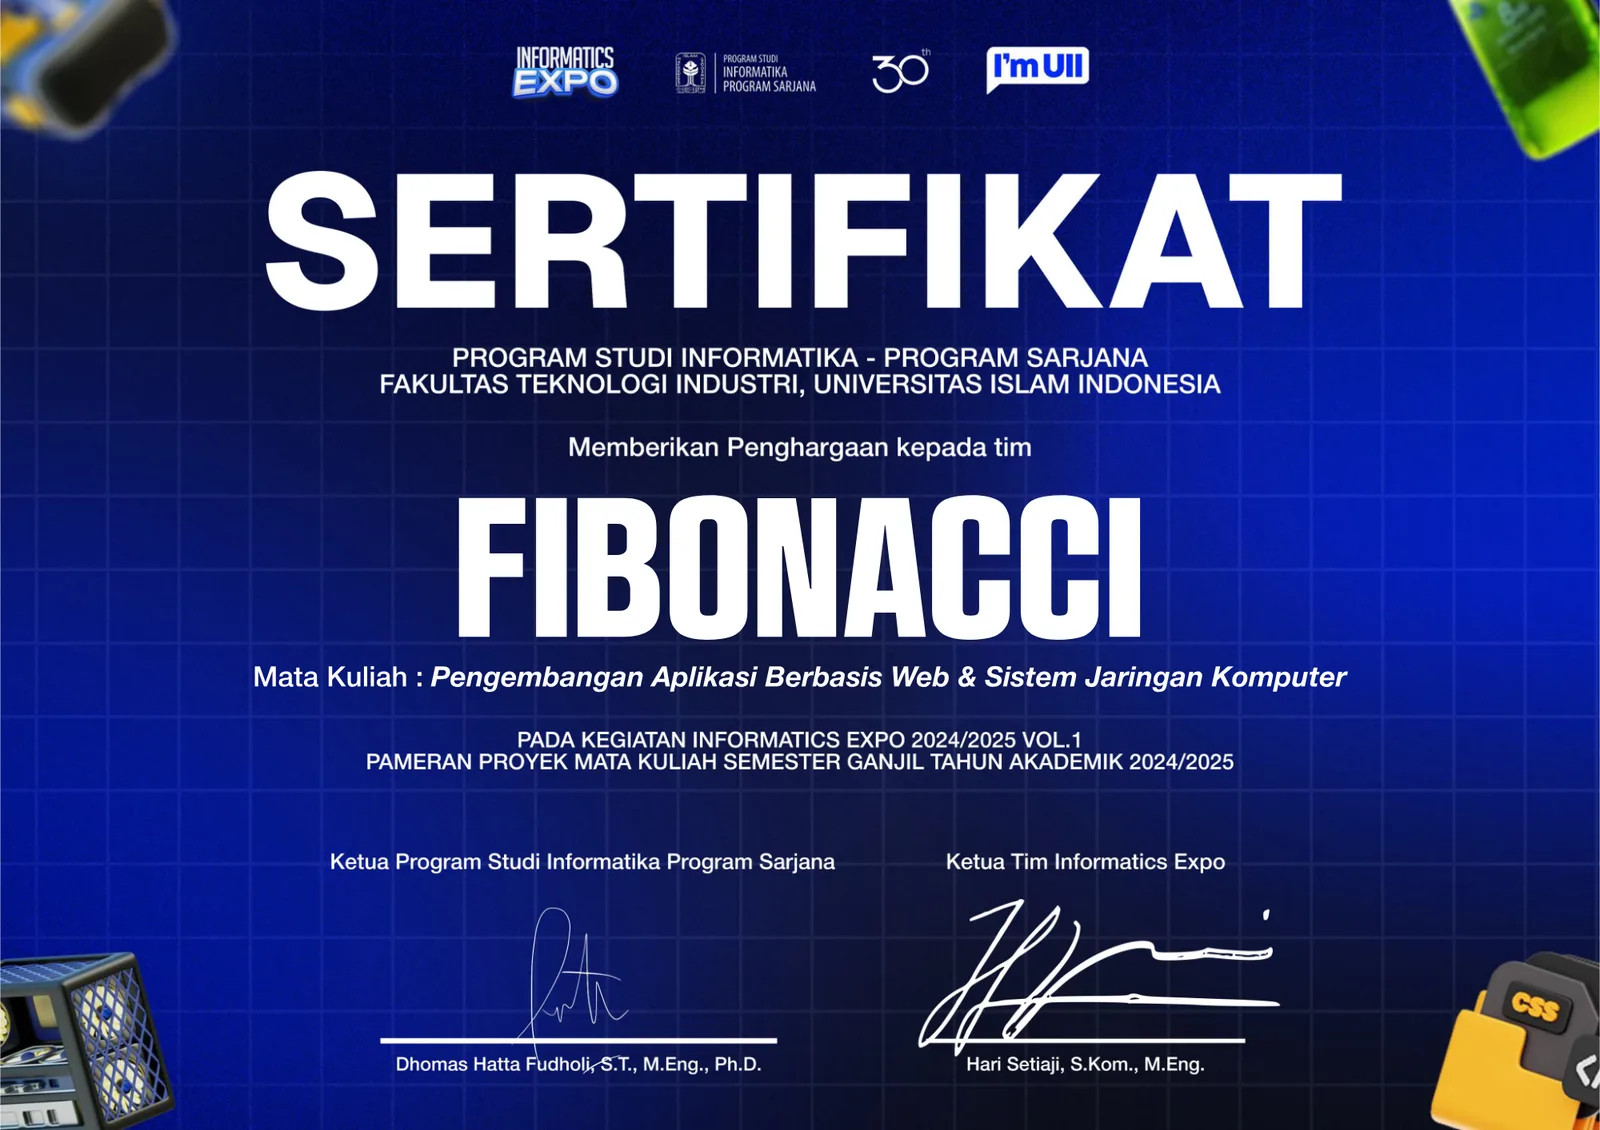 INFORMATICS
EXPO
PROGRAM STUDI
INFORMATIKA
PROGRAM SARJANA
30th
I'm UII
SERTIFIKAT
PROGRAM STUDI INFORMATIKA - PROGRAM SARJANA
FAKULTAS TEKNOLOGI INDUSTRI, UNIVERSITAS ISLAM INDONESIA
Memberikan Penghargaan kepada tim
FIBONACCI
Mata Kuliah : Pengembangan Aplikasi Berbasis Web & Sistem Jaringan Komputer
PADA KEGIATAN INFORMATICS EXPO 2024/2025 VOL.1
PAMERAN PROYEK MATA KULIAH SEMESTER GANJIL TAHUN AKADEMIK 2024/2025
Ketua Program Studi Informatika Program Sarjana
Ketua Tim Informatics Expo
Dhomas Hatta Fudholi, S.T., M.Eng., Ph.D.
Hari Setiaji, S.Kom., M.Eng.
CSS